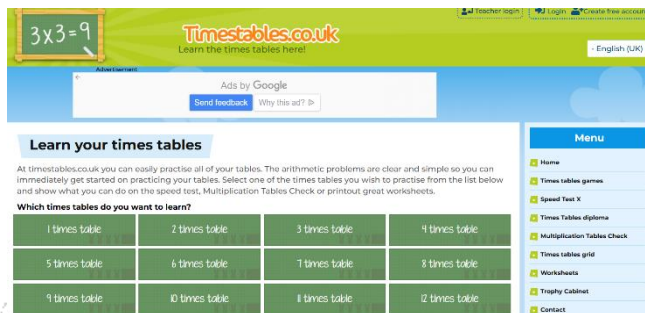 Teacher login
Login
Create free accoun
3x3=9
Timestables.co.uk
Learn the times tables here!
- English (UK)
Advertisement
Ads by Google
Send feedback
Why this ad?
Learn your times tables
At timestables.co.uk you can easily practise all of your tables. The arithmetic problems are clear and simple so you can
immediately get started on practicing your tables. Select one of the times tables you wish to practise from the list below
and show what you can do on the speed test, Multiplication Tables Check or printout great worksheets.
Which times tables do you want to learn?
1 times table
2 times table
3 times table
4 times table
5 times table
6 times table
7 times table
8 times table
9 times table
10 times table
11 times table
12 times table
Menu
Home
Times tables games
Speed Test X
Times Tables diploma
Multiplication Tables Check
Times tables grid
Worksheets
Trophy Cabinet
Contact